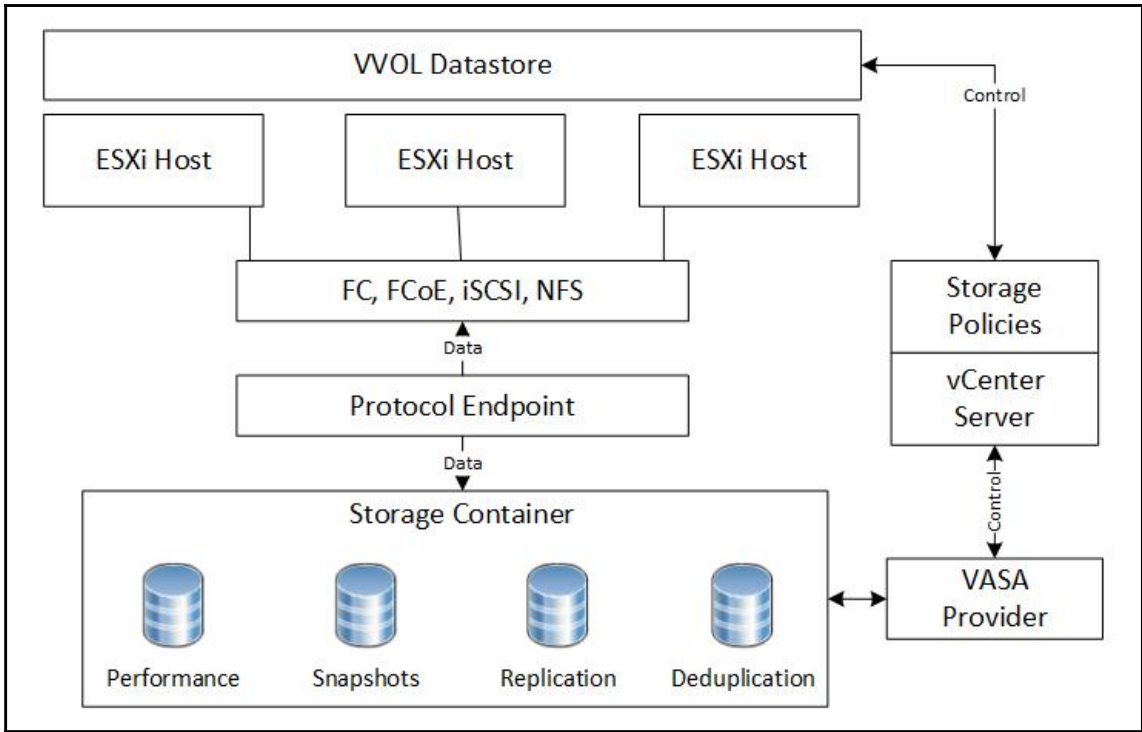 VVOL Datastore
Control
ESXi Host
ESXi Host
ESXi Host
FC, FCoE, iSCSI, NFS
Storage
Policies
Data
vCenter
Server
Protocol Endpoint
Data
Control
Storage Container
VASA
Provider
Performance
Snapshots
Replication
Deduplication